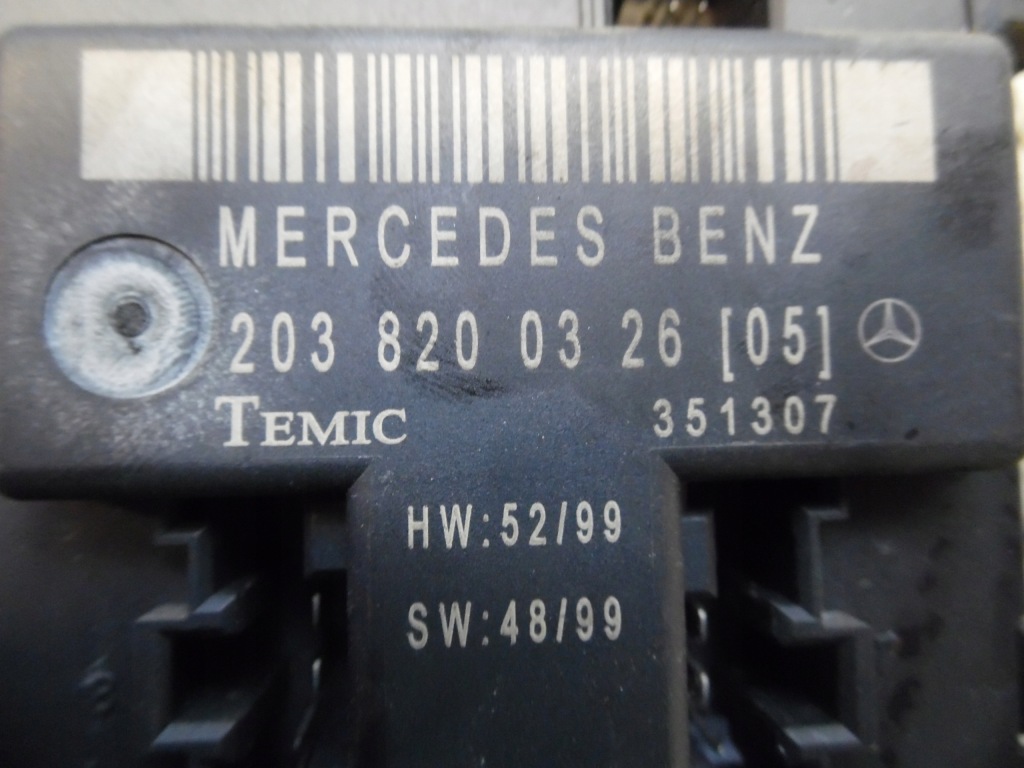 MERCEDES BENZ
203 820 03 26 [05]
TEMIC 351307
HW:52/99
SW:48/99